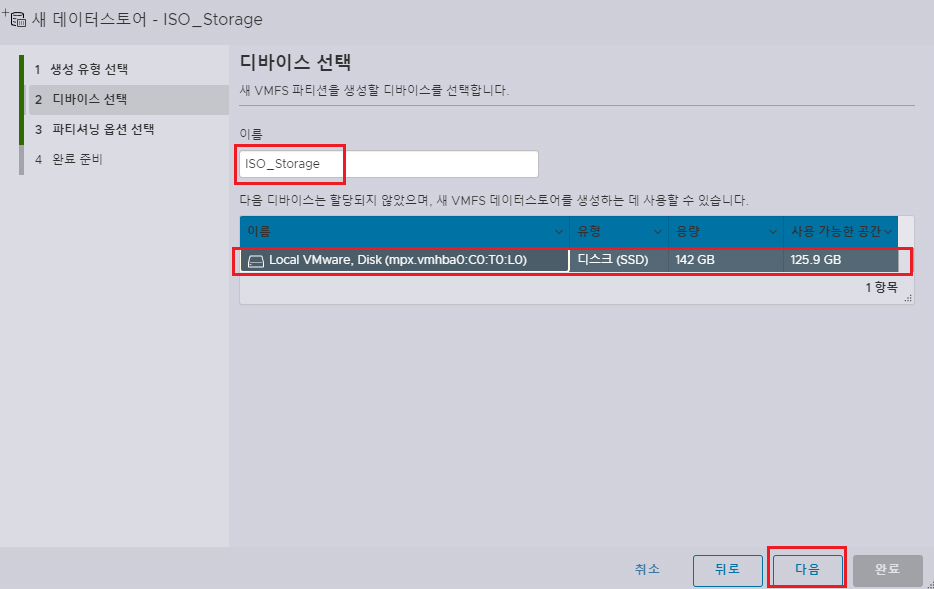 새 데이터스토어 - ISO_Storage
1 생성 유형 선택
2 디바이스 선택
3 파티셔닝 옵션 선택
4 완료 준비
디바이스 선택
새 VMFS 파티션을 생성할 디바이스를 선택합니다.
이름
ISO_Storage
다음 디바이스는 할당되지 않았으며, 새 VMFS 데이터스토어를 생성하는 데 사용할 수 있습니다.
이름 유형 용량 사용 가능한 공간
Local VMware, Disk (mpx.vmhba0:C0:T0:L0) 디스크 (SSD) 142 GB 125.9 GB
1 항목
취소 뒤로 다음 완료